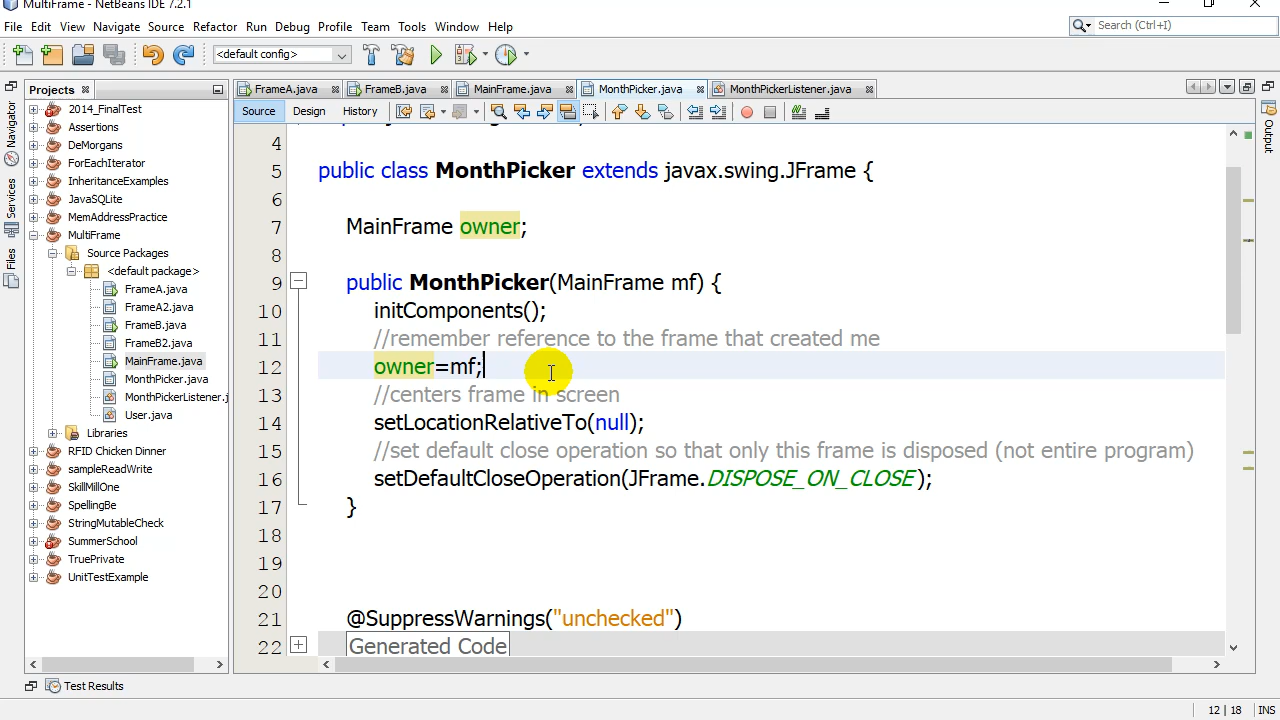 MultiFrame - NetBeans IDE 7.2.1
File Edit View Navigate Source Refactor Run Debug Profile Team Tools Window Help
Search (Ctrl+I)
<default config>
Projects
FrameA.java
FrameB.java
MainFrame.java
MonthPicker.java
MonthPickerListener.java
Source
Design
History
Navigator
Services
Files
Output
2014_FinalTest
Assertions
DeMorgans
ForEachIterator
InheritanceExamples
JavaSQLite
MemAddressPractice
MultiFrame
Source Packages
<default package>
FrameA.java
FrameA2.java
FrameB.java
FrameB2.java
MainFrame.java
MonthPicker.java
MonthPickerListener.j
User.java
Libraries
RFID Chicken Dinner
sampleReadWrite
SkillMillOne
SpellingBe
StringMutableCheck
SummerSchool
TruePrivate
UnitTestExample
4
5 public class MonthPicker extends javax.swing.JFrame {
6
7 MainFrame owner;
8
9 public MonthPicker(MainFrame mf) {
10 initComponents();
11 //remember reference to the frame that created me
12 owner=mf;
13 //centers frame in screen
14 setLocationRelativeTo(null);
15 //set default close operation so that only this frame is disposed (not entire program)
16 setDefaultCloseOperation(JFrame.DISPOSE_ON_CLOSE);
17 }
18
19
20
21 @SuppressWarnings("unchecked")
22 Generated Code
Test Results
12 | 18 INS